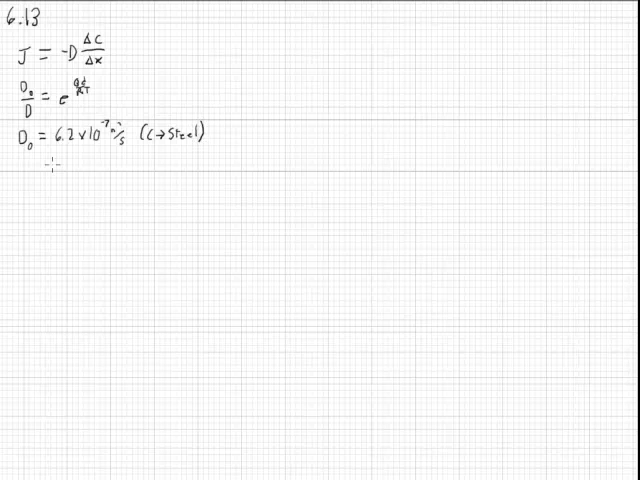 6.13
J = -D ΔC/Δx
D₀/D = e^(Qd/RT)
D₀ = 6.2 x 10⁻⁷ m²/s (C → Steel)